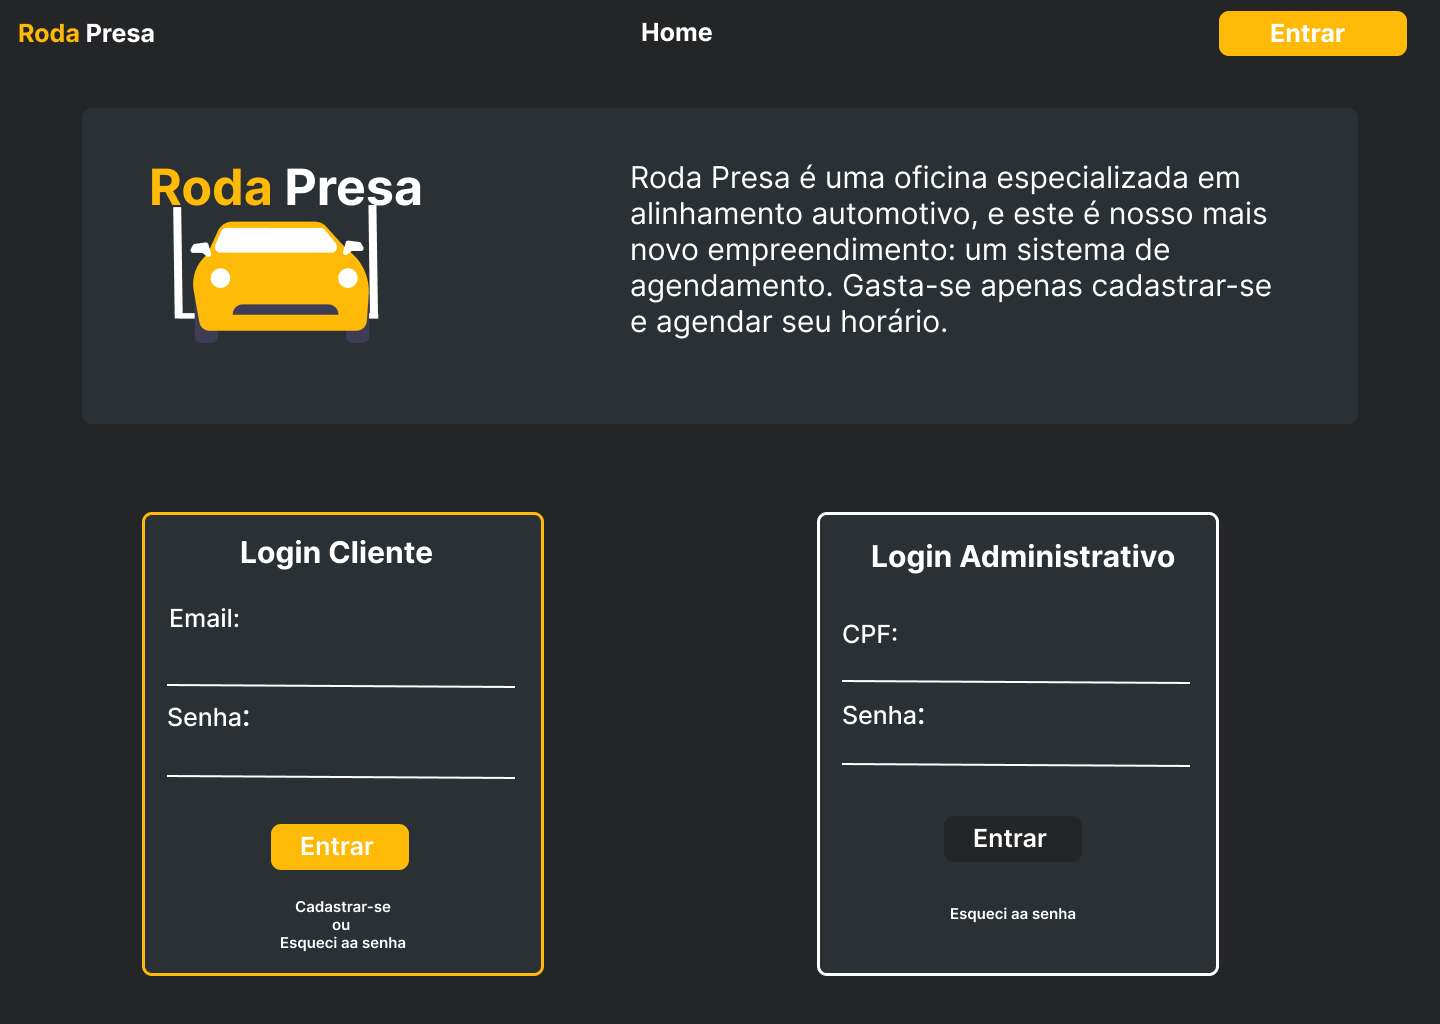 Roda Presa
Home
Entrar
Roda Presa
Roda Presa é uma oficina especializada em
alinhamento automotivo, e este é nosso mais
novo empreendimento: um sistema de
agendamento. Gasta-se apenas cadastrar-se
e agendar seu horário.
Login Cliente
Email:
Senha:
Entrar
Cadastrar-se
ou
Esqueci aa senha
Login Administrativo
CPF:
Senha:
Entrar
Esqueci aa senha